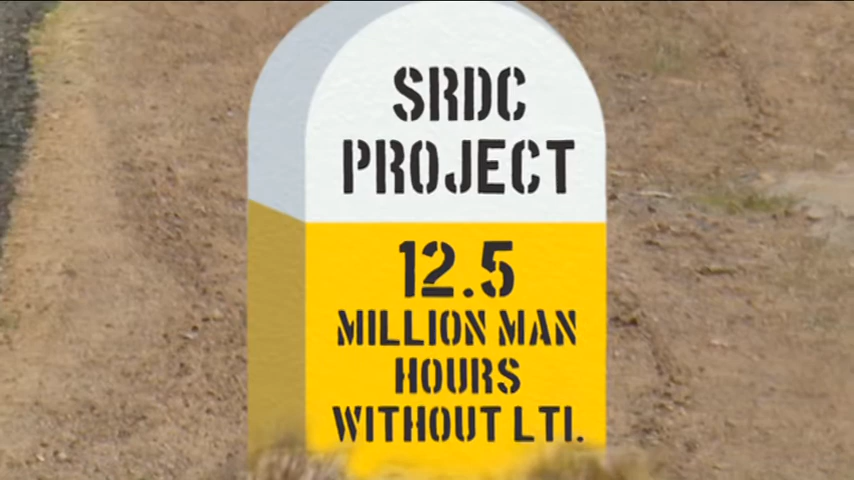 SRDC
PROJECT
12.5
MILLION MAN
HOURS
WITHOUT LTI.